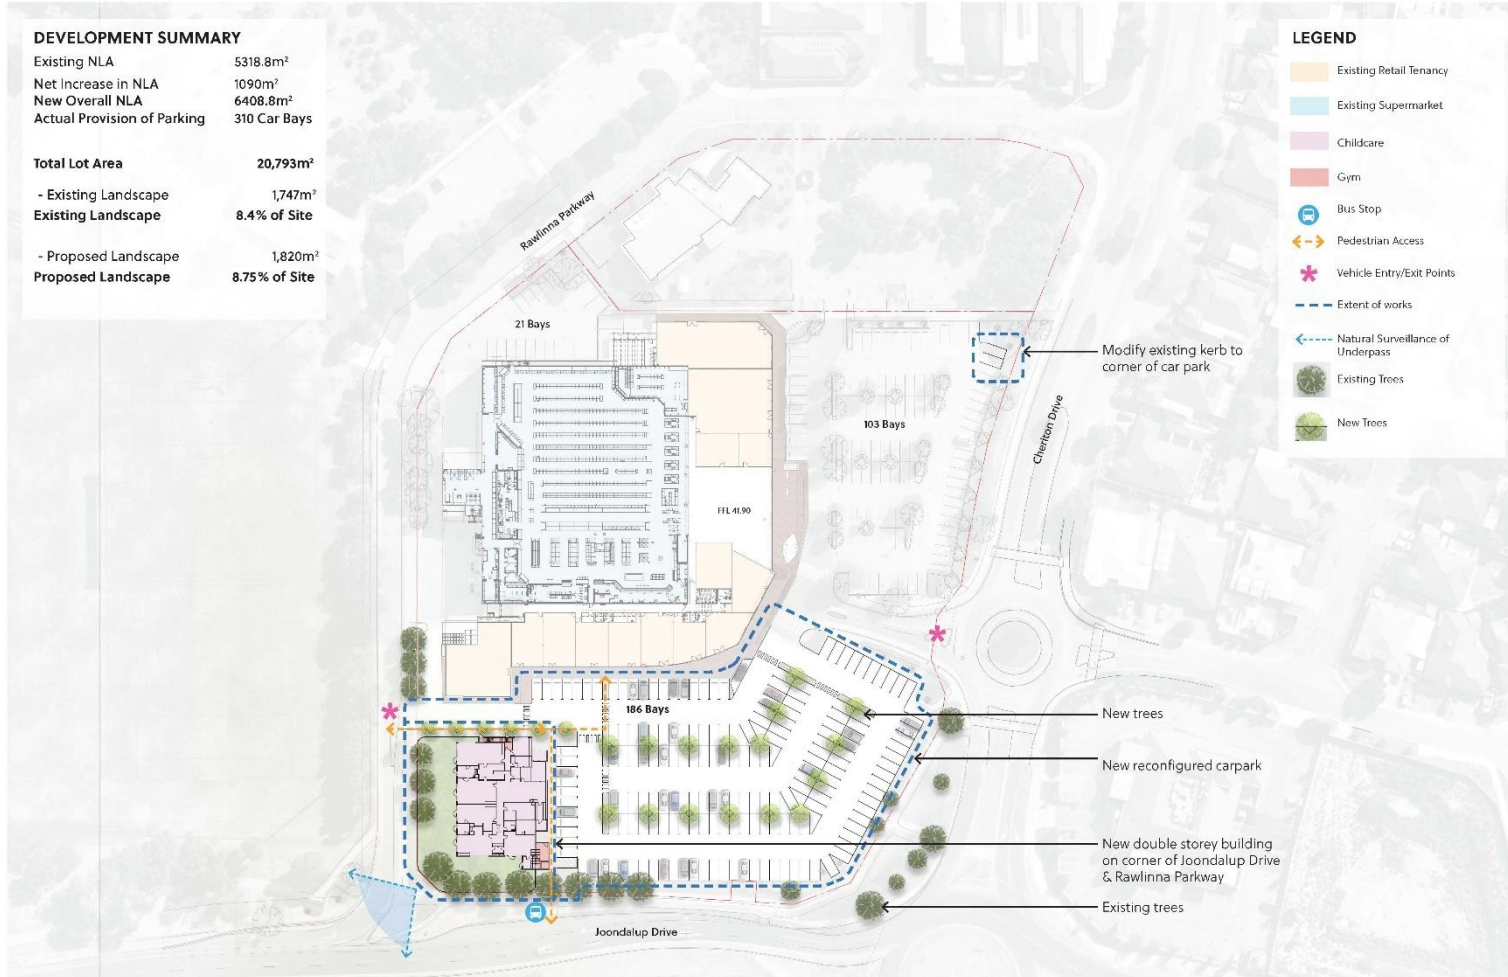 DEVELOPMENT SUMMARY
Existing NLA 5318.8m²
Net Increase in NLA 1090m²
New Overall NLA 6408.8m²
Actual Provision of Parking 310 Car Bays
Total Lot Area 20,793m²
- Existing Landscape 1,747m²
Existing Landscape 8.4% of Site
- Proposed Landscape 1,820m²
Proposed Landscape 8.75% of Site
LEGEND
Existing Retail Tenancy
Existing Supermarket
Childcare
Gym
Bus Stop
Pedestrian Access
Vehicle Entry/Exit Points
Extent of works
Natural Surveillance of
Underpass
Existing Trees
New Trees
Rawlinna Parkway
21 Bays
Modify existing kerb to
corner of car park
103 Bays
Cheriton Drive
FFL 41.90
186 Bays
New trees
New reconfigured carpark
New double storey building
on corner of Joondalup Drive
& Rawlinna Parkway
Existing trees
Joondalup Drive